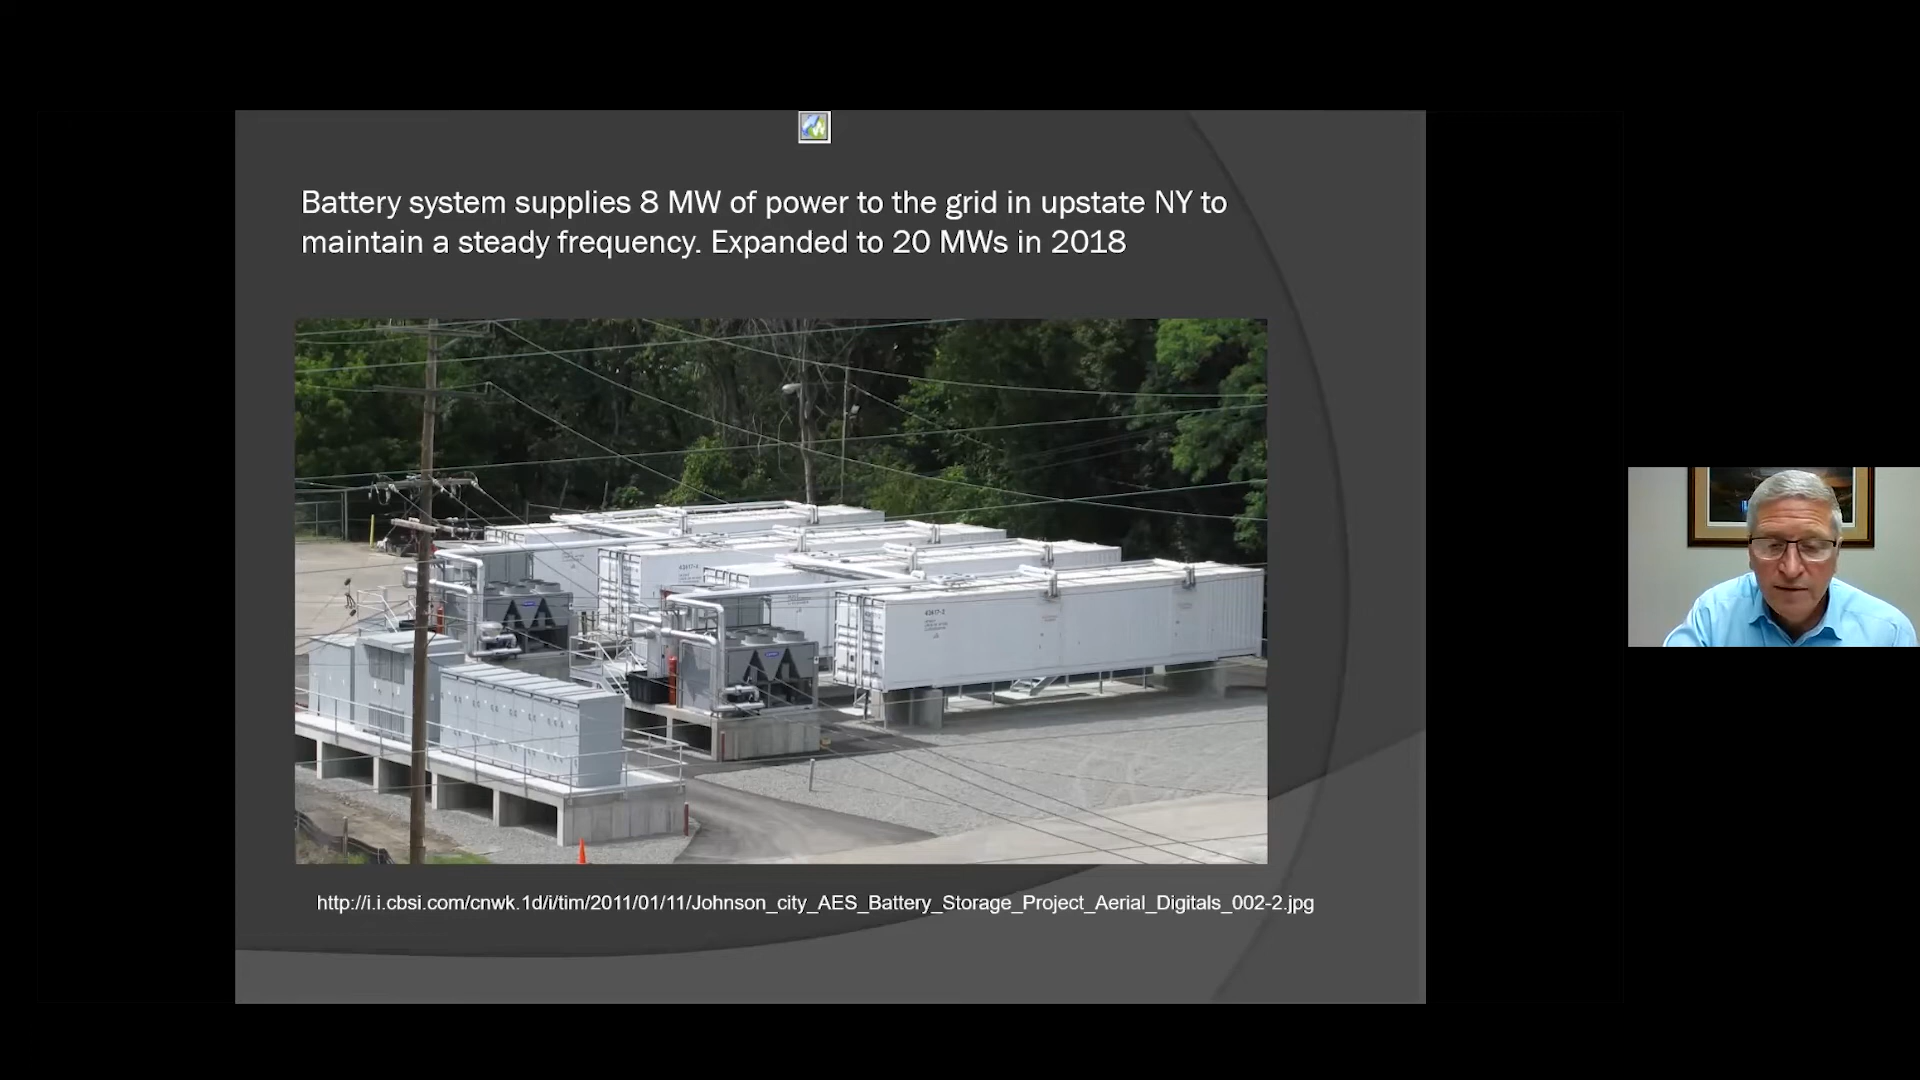 Battery system supplies 8 MW of power to the grid in upstate NY to
maintain a steady frequency. Expanded to 20 MWs in 2018
http://i.i.cbsi.com/cnwk.1d/i/tim/2011/01/11/Johnson_city_AES_Battery_Storage_Project_Aerial_Digitals_002-2.jpg